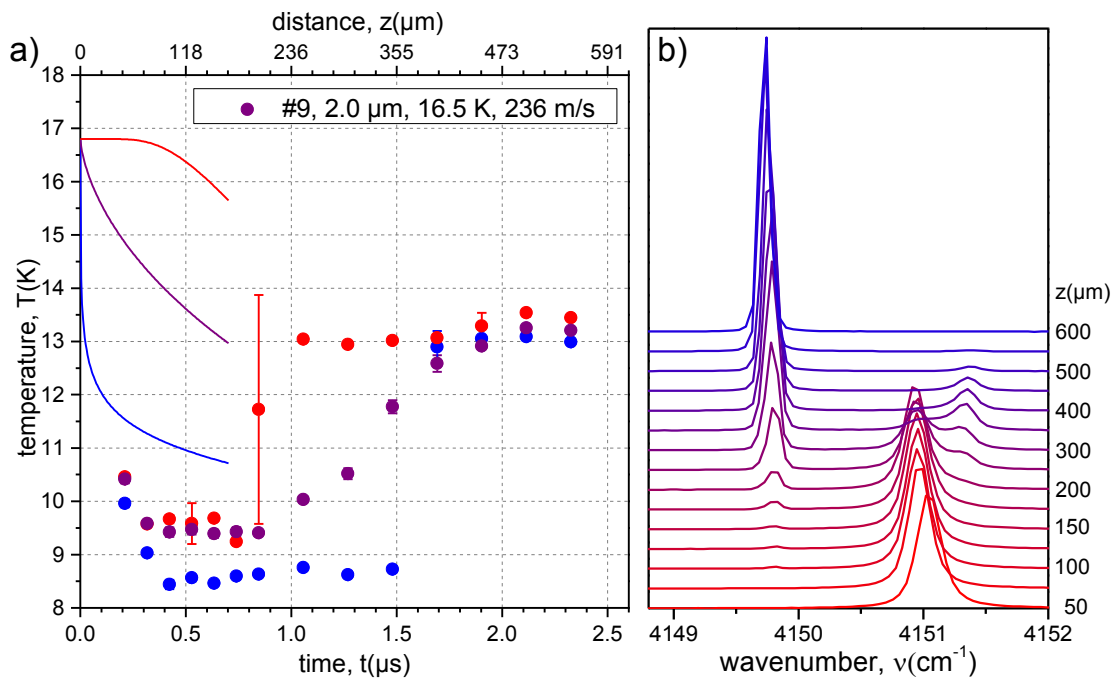 distance, z(μm)
a)
0 118 236 355 473 591
#9, 2.0 μm, 16.5 K, 236 m/s
temperature, T(K)
18
17
16
15
14
13
12
11
10
9
8
0.0 0.5 1.0 1.5 2.0 2.5
time, t(μs)
b)
z(μm)
600
500
400
300
200
150
100
50
4149 4150 4151 4152
wavenumber, ν(cm⁻¹)